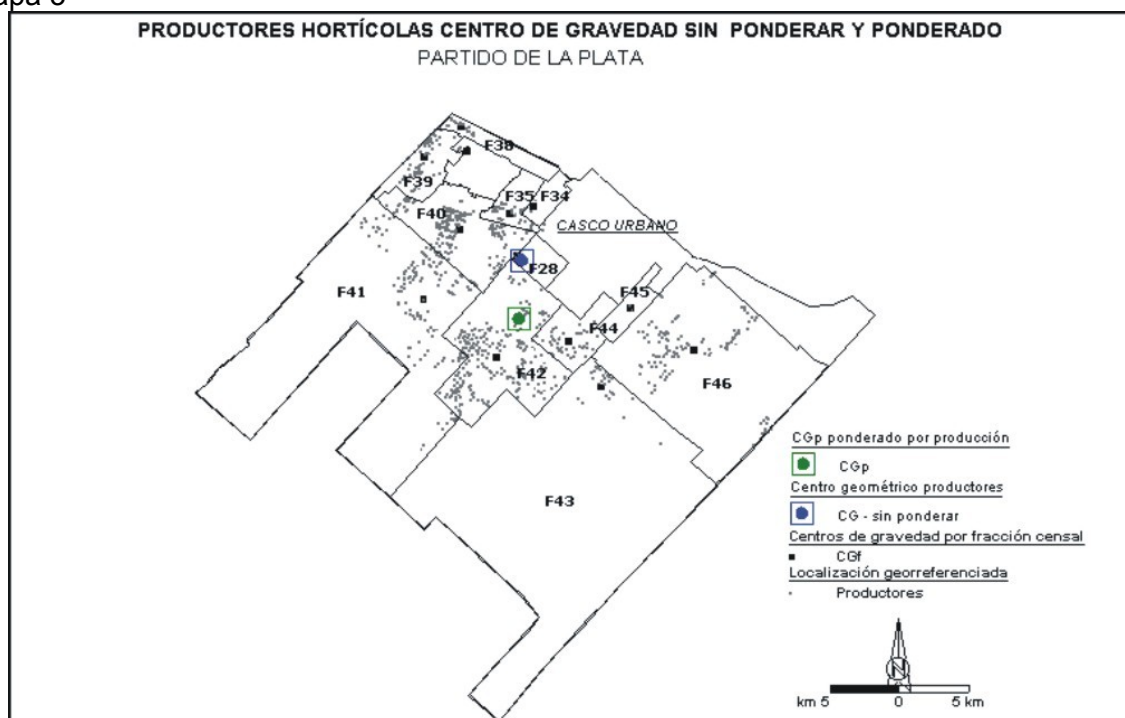 PRODUCTORES HORTÍCOLAS CENTRO DE GRAVEDAD SIN PONDERAR Y PONDERADO
PARTIDO DE LA PLATA
F38
F39
F35
F34
F40
CASCO URBANO
F28
F41
F45
F44
F42
F46
F43
CGp ponderado por producción
CGp
Centro geométrico productores
CG - sin ponderar
Centros de gravedad por fracción censal
CGf
Localización georreferenciada
Productores
N
km 5 0 5 km